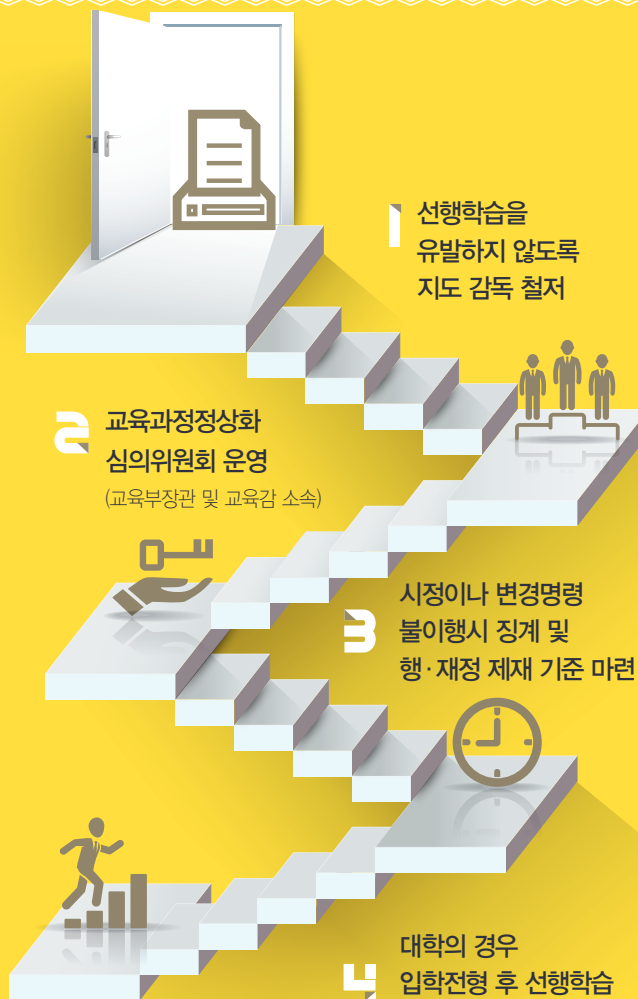 1
선행학습을
유발하지 않도록
지도 감독 철저
2
교육과정정상화
심의위원회 운영
(교육부장관 및 교육감 소속)
3
시정이나 변경명령
불이행시 징계 및
행·재정 제재 기준 마련
4
대학의 경우
입학전형 후 선행학습